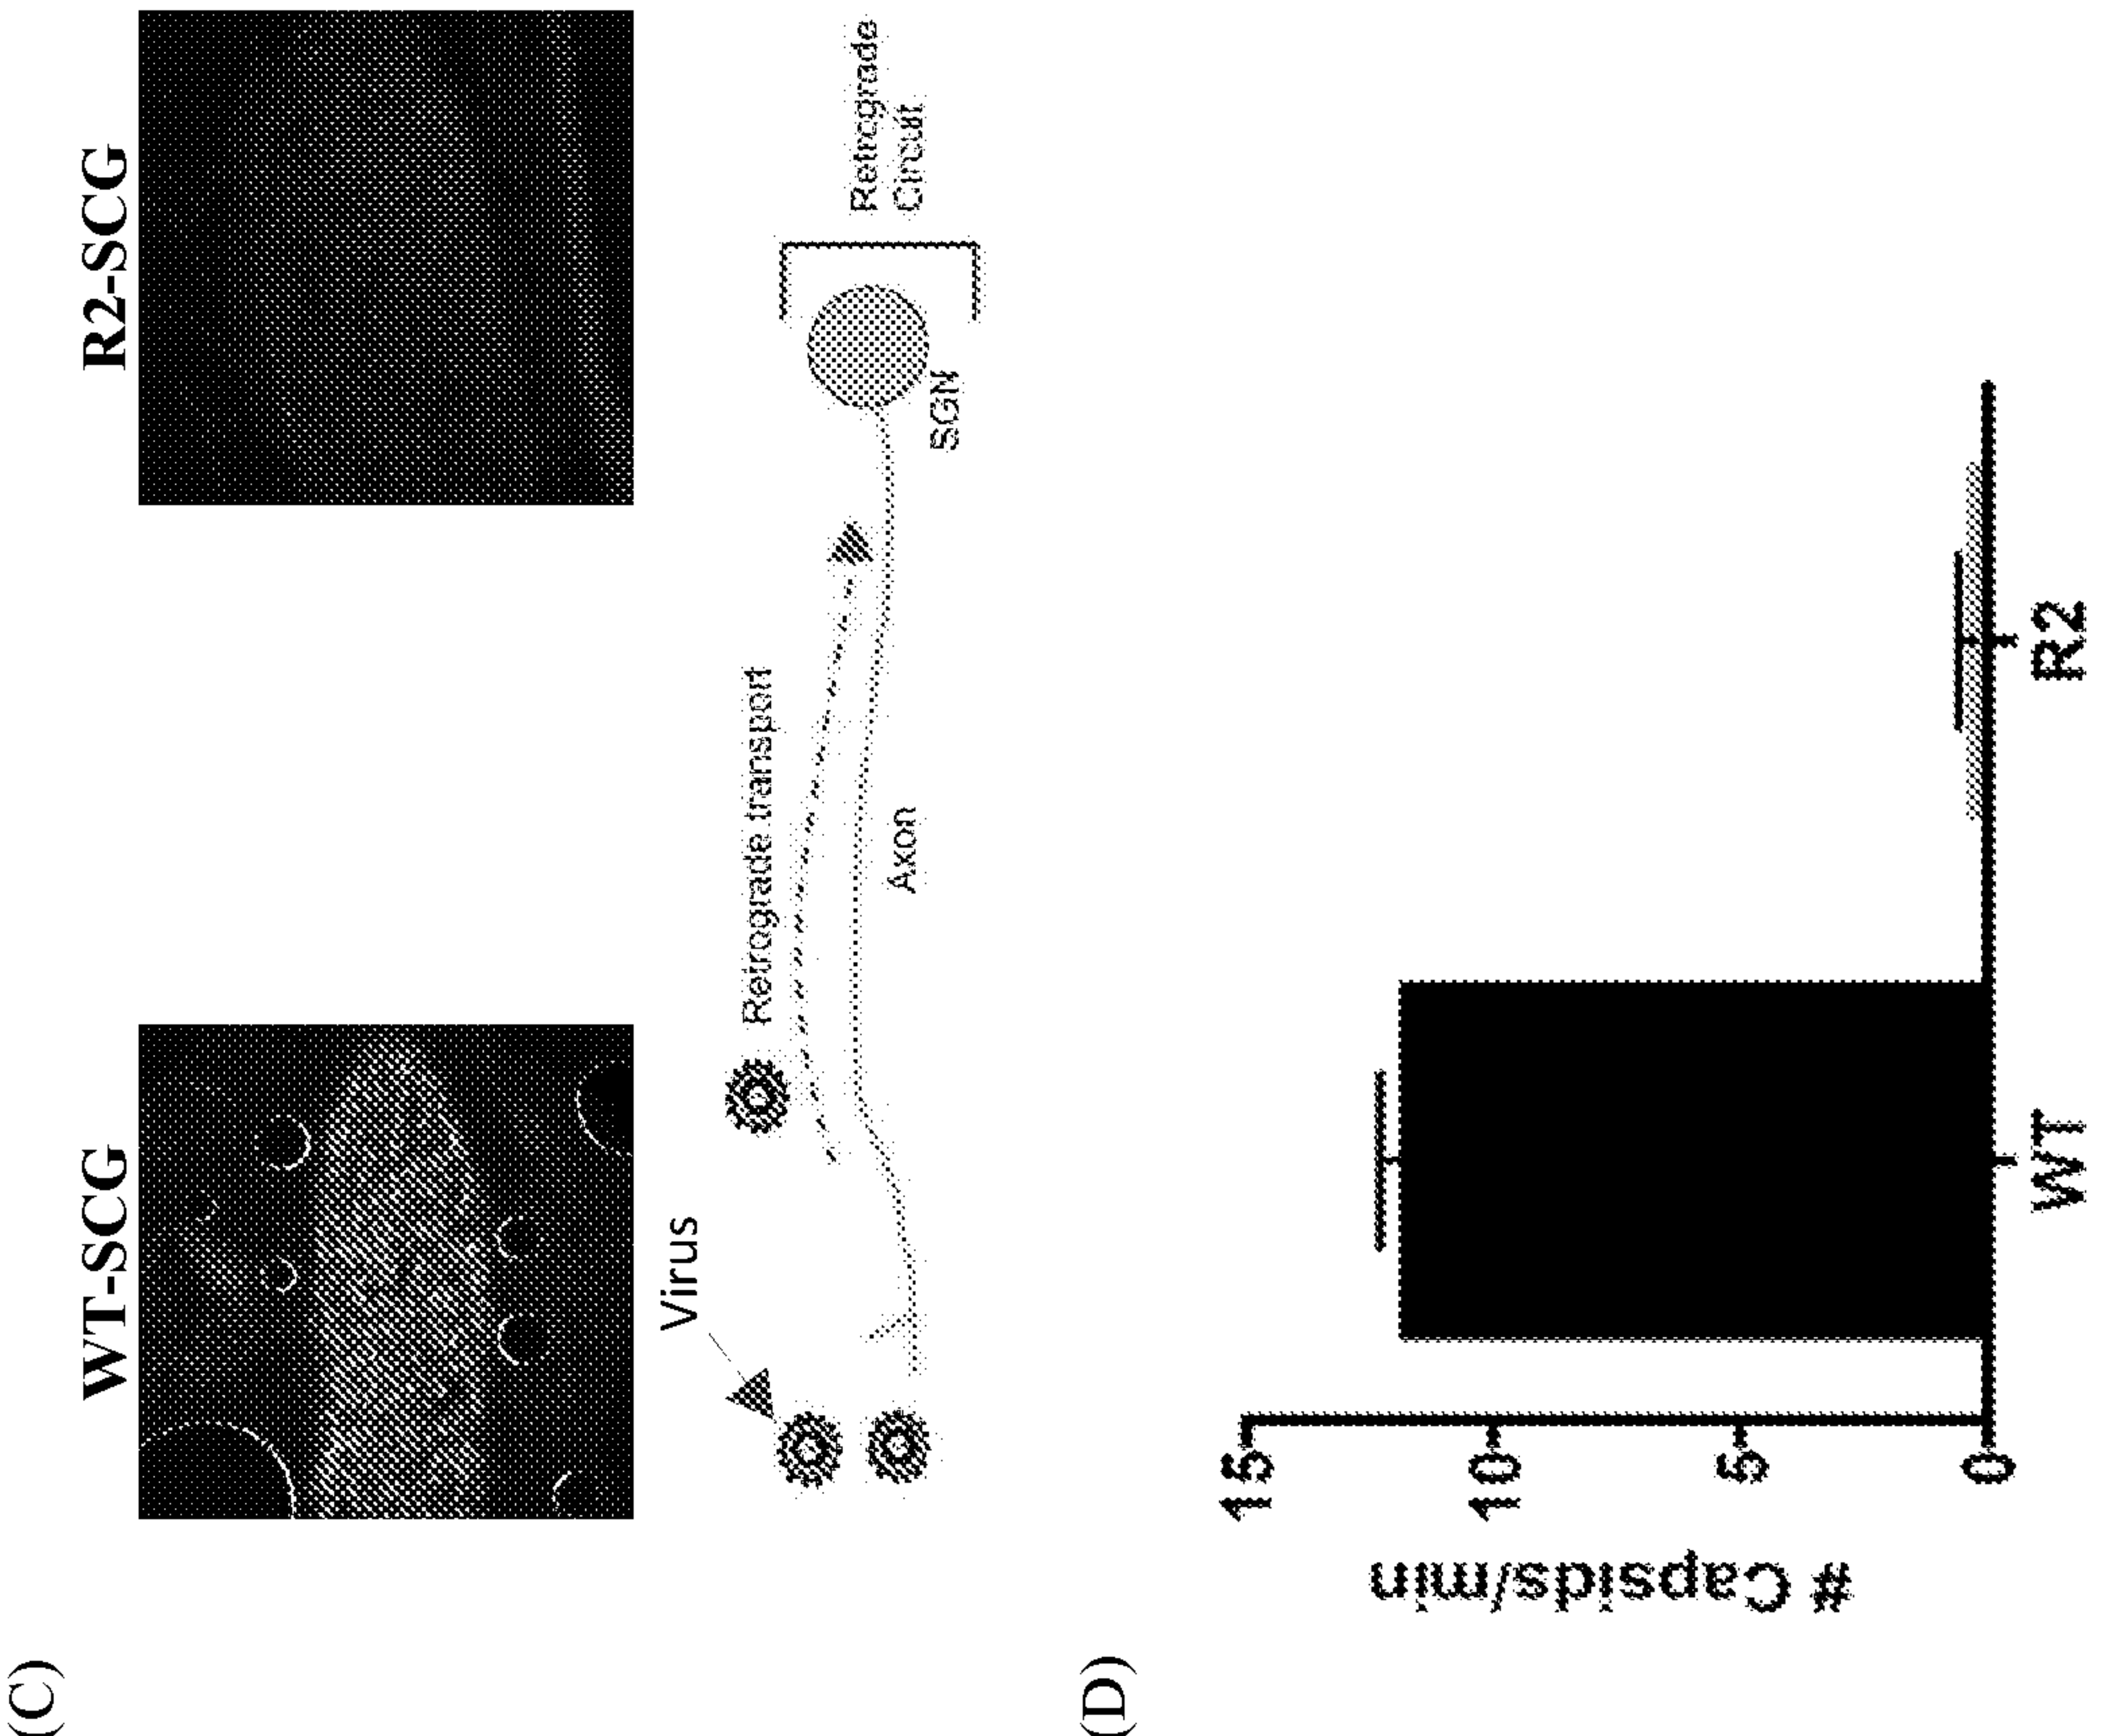 (C)
WT-SCG
R2-SCG
Virus
Retrograde transport
Axon
SGN
Retrograde
Circuit
(D)
# Capsids/min
15
10
5
0
WT
R2